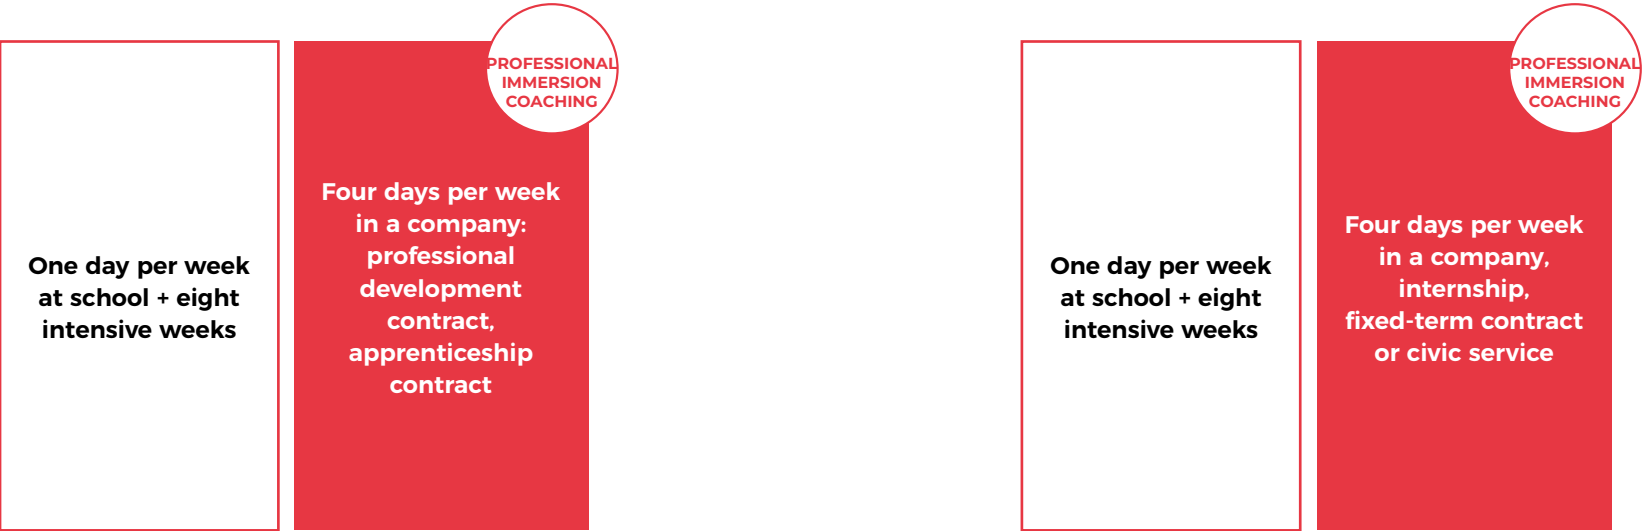 PROFESSIONAL
IMMERSION
COACHING
One day per week
at school + eight
intensive weeks
Four days per week
in a company:
professional
development
contract,
apprenticeship
contract
PROFESSIONAL
IMMERSION
COACHING
One day per week
at school + eight
intensive weeks
Four days per week
in a company,
internship,
fixed-term contract
or civic service